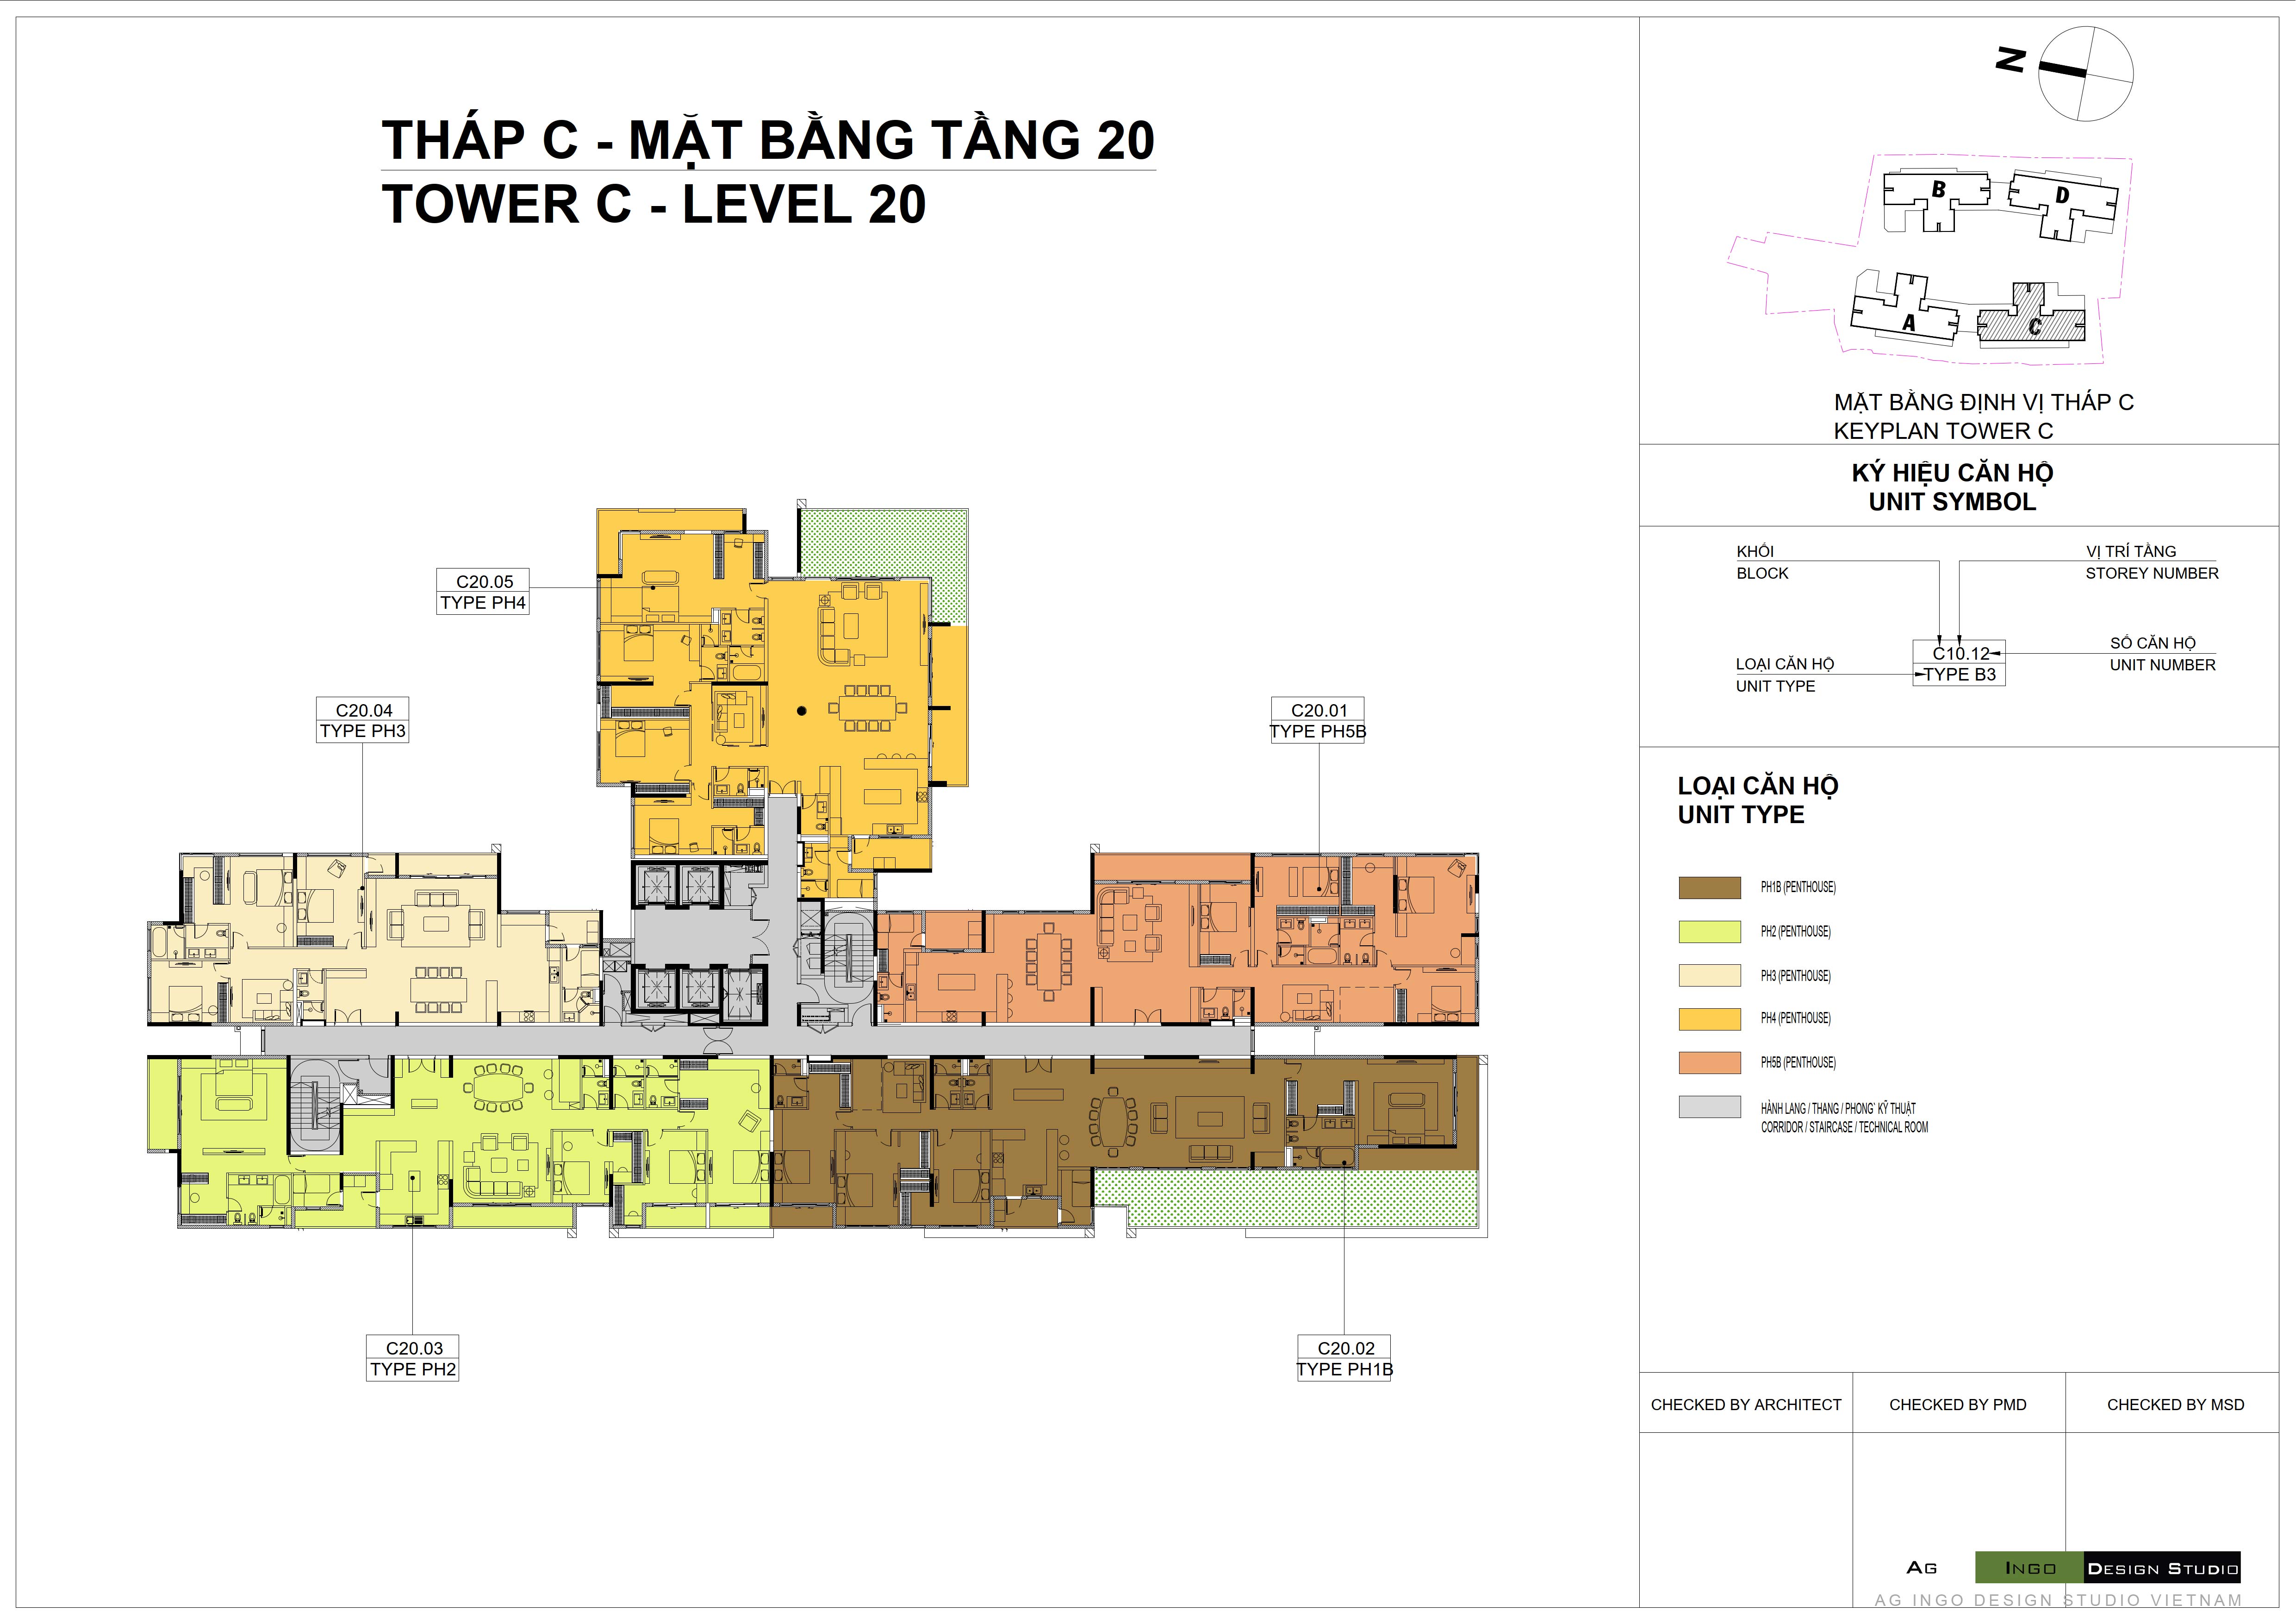 THÁP C - MẶT BẰNG TẦNG 20
TOWER C - LEVEL 20
N
B
D
A
C
MẶT BẰNG ĐỊNH VỊ THÁP C
KEYPLAN TOWER C
KÝ HIỆU CĂN HỘ
UNIT SYMBOL
KHỐI
BLOCK
VỊ TRÍ TẦNG
STOREY NUMBER
C10.12
TYPE B3
SỐ CĂN HỘ
UNIT NUMBER
LOẠI CĂN HỘ
UNIT TYPE
C20.05
TYPE PH4
C20.04
TYPE PH3
C20.01
TYPE PH5B
C20.03
TYPE PH2
C20.02
TYPE PH1B
LOẠI CĂN HỘ
UNIT TYPE
PH1B (PENTHOUSE)
PH2 (PENTHOUSE)
PH3 (PENTHOUSE)
PH4 (PENTHOUSE)
PH5B (PENTHOUSE)
HÀNH LANG / THANG / PHONG` KỸ THUẬT
CORRIDOR / STAIRCASE / TECHNICAL ROOM
CHECKED BY ARCHITECT
CHECKED BY PMD
CHECKED BY MSD
AG INGO DESIGN STUDIO
AG INGO DESIGN STUDIO VIETNAM